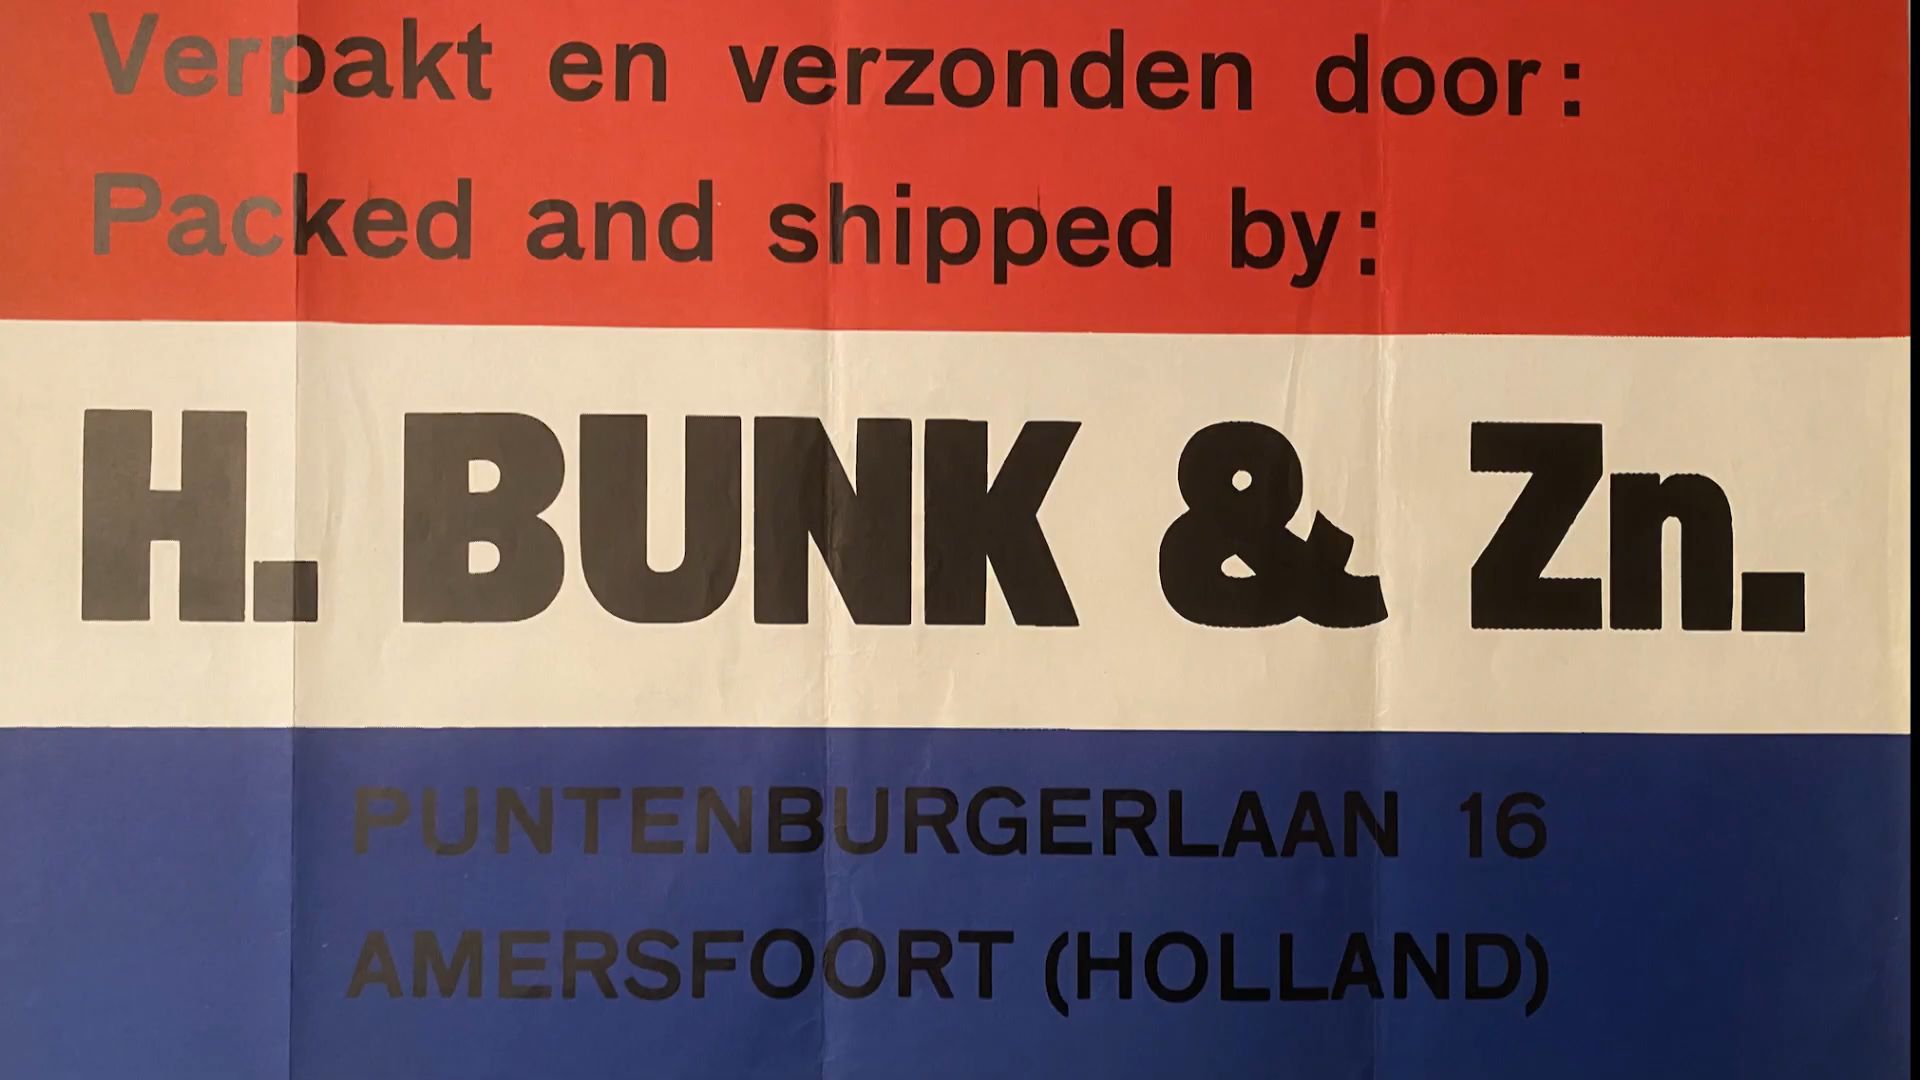 Verpakt en verzonden door:
Packed and shipped by:
H. BUNK & Zn.
PUNTENBURGERLAAN 16
AMERSFOORT (HOLLAND)